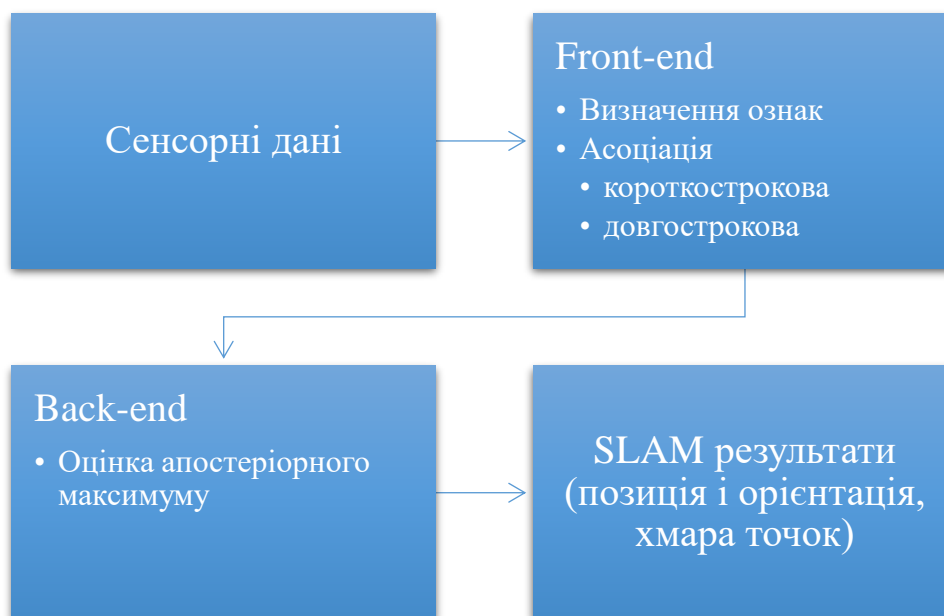 Сенсорні дані
Front-end
• Визначення ознак
• Асоціація
• короткострокова
• довгострокова
Back-end
• Оцінка апостеріорного
максимуму
SLAM результати
(позиція і орієнтація,
хмара точок)